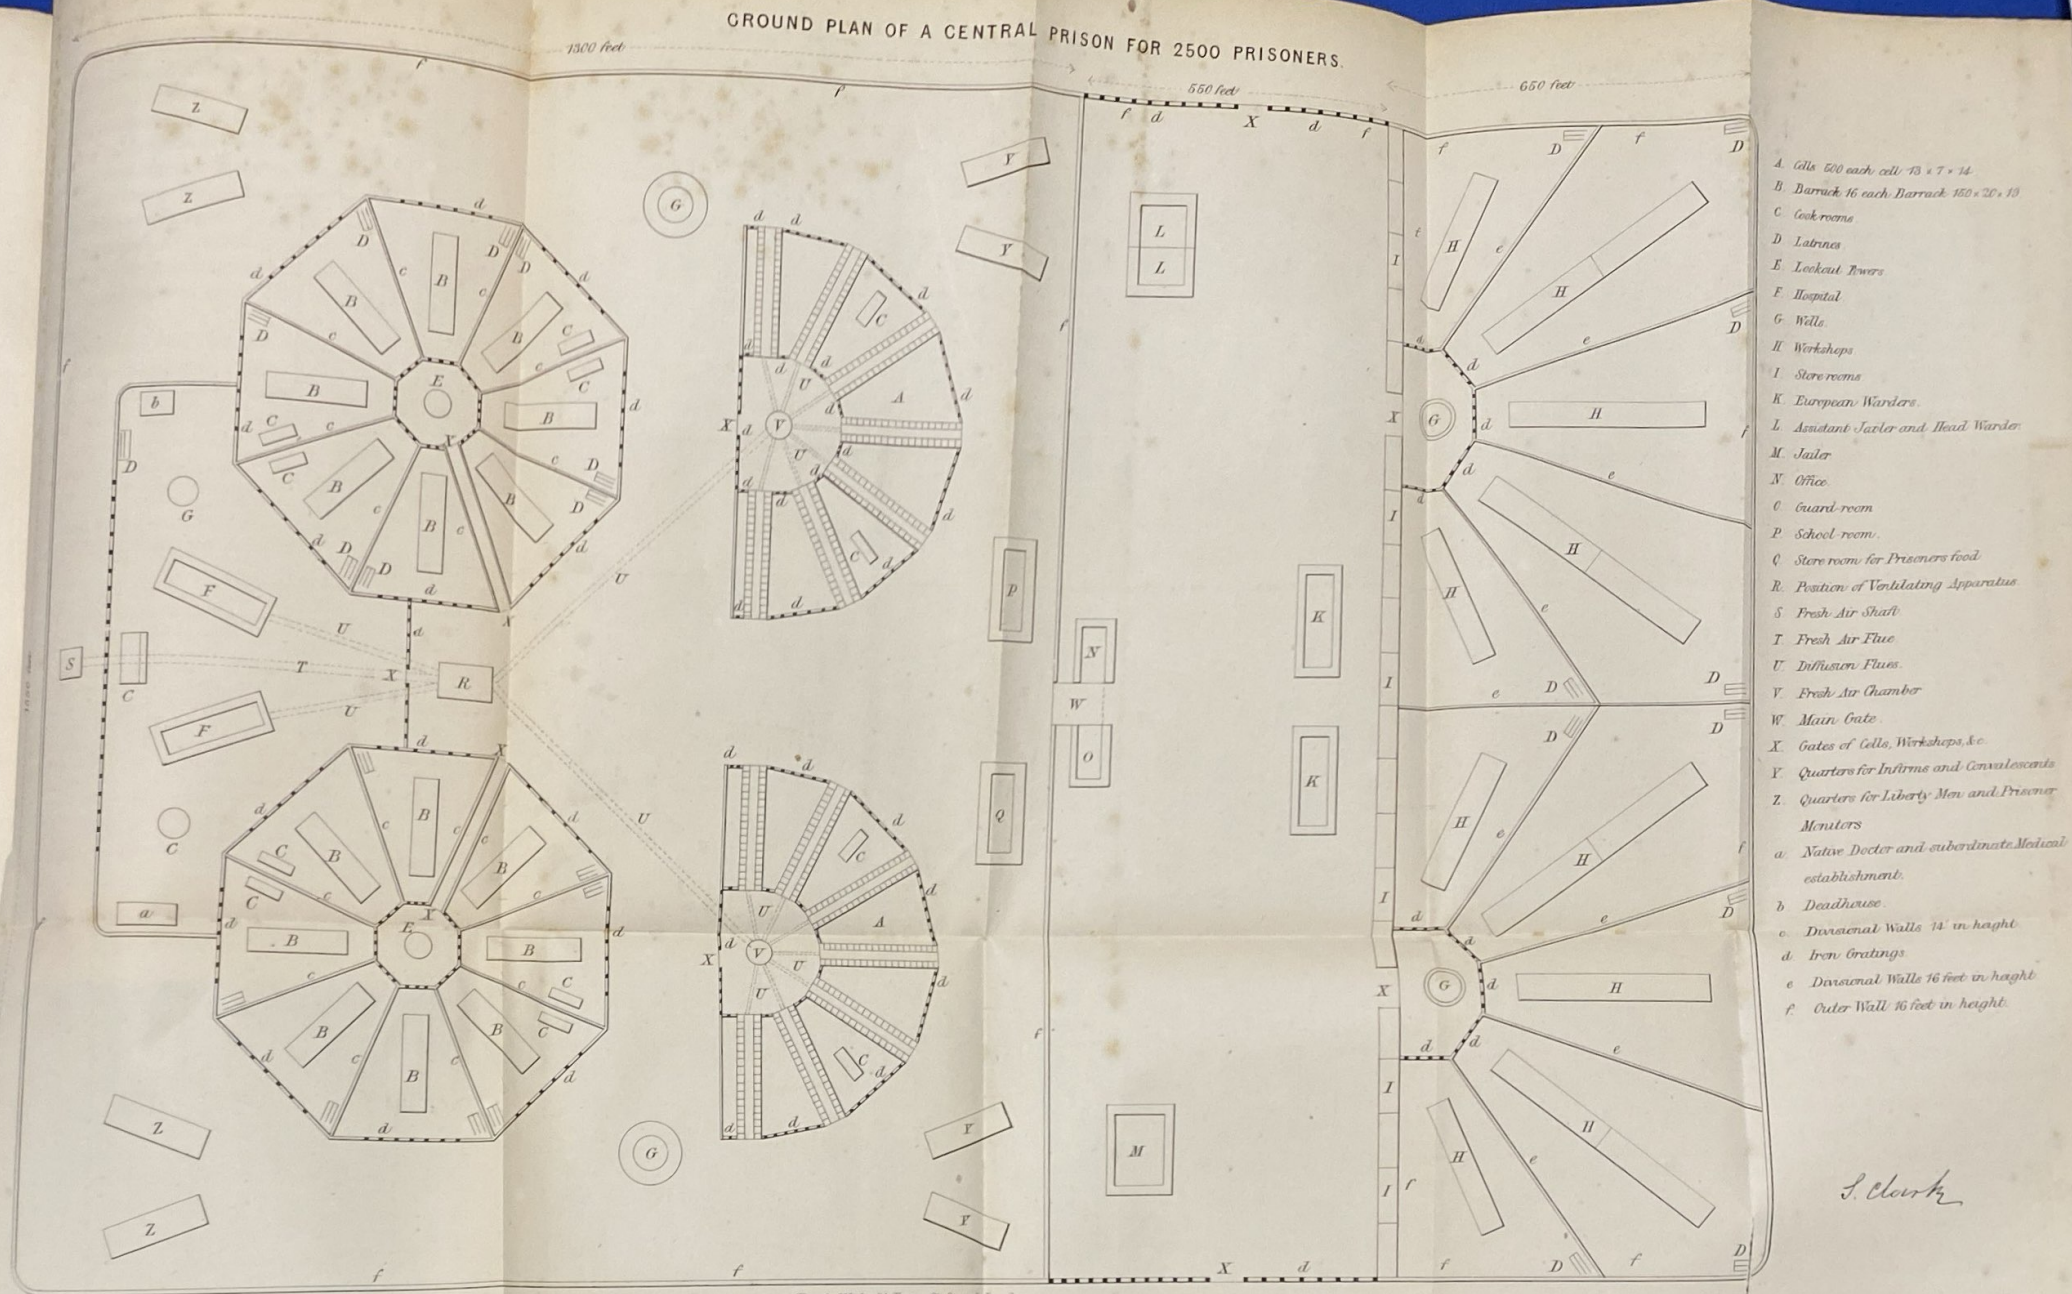 GROUND PLAN OF A CENTRAL PRISON FOR 2500 PRISONERS.
1300 feet
550 feet
650 feet
A. Cells 500 each cell 13 × 7 × 14
B. Barrack 16 each Barrack 150 × 20 × 13
C. Cook rooms.
D. Latrines.
E. Lookout Towers
F. Hospital.
G. Wells.
H. Workshops
I. Store rooms
K. European Warders.
L. Assistant Jailer and Head Warder.
M. Jailer
N. Office.
O. Guard-room
P. School-room.
Q. Store room for Prisoners food
R. Position of Ventilating Apparatus
S. Fresh Air Shaft
T. Fresh Air Flue
U. Diffusion Flues.
V. Fresh Air Chamber
W. Main Gate.
X. Gates of Cells, Workshops, &c.
Y. Quarters for Infirms and Convalescents
Z. Quarters for Liberty Men and Prisoner
Monitors
a. Native Doctor and subordinate Medical
establishment.
b. Deadhouse.
c. Divisional Walls 14' in height
d. Iron Gratings.
e. Divisional Walls 16 feet in height
f. Outer Wall 16 feet in height.
S. Clark